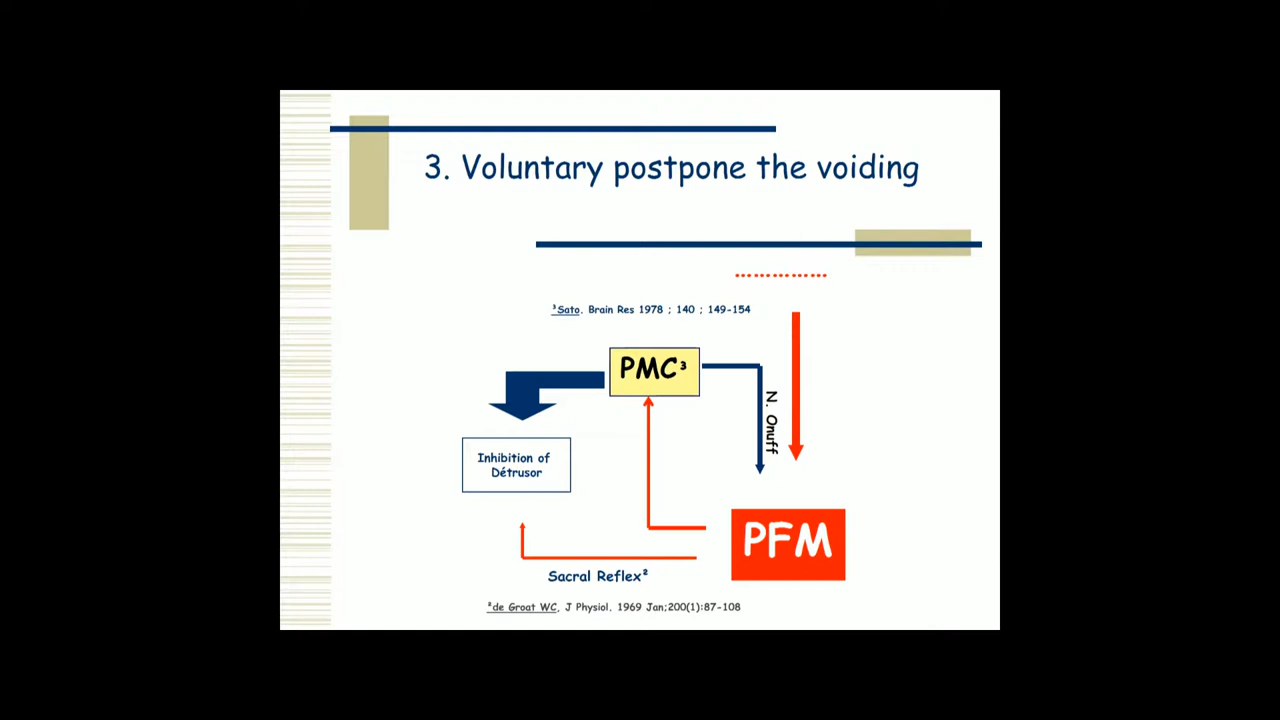 3. Voluntary postpone the voiding
³Sato. Brain Res 1978 ; 140 ; 149-154
PMC³
N. Onuff
Inhibition of
Détrusor
PFM
Sacral Reflex²
²de Groat WC, J Physiol. 1969 Jan;200(1):87-108